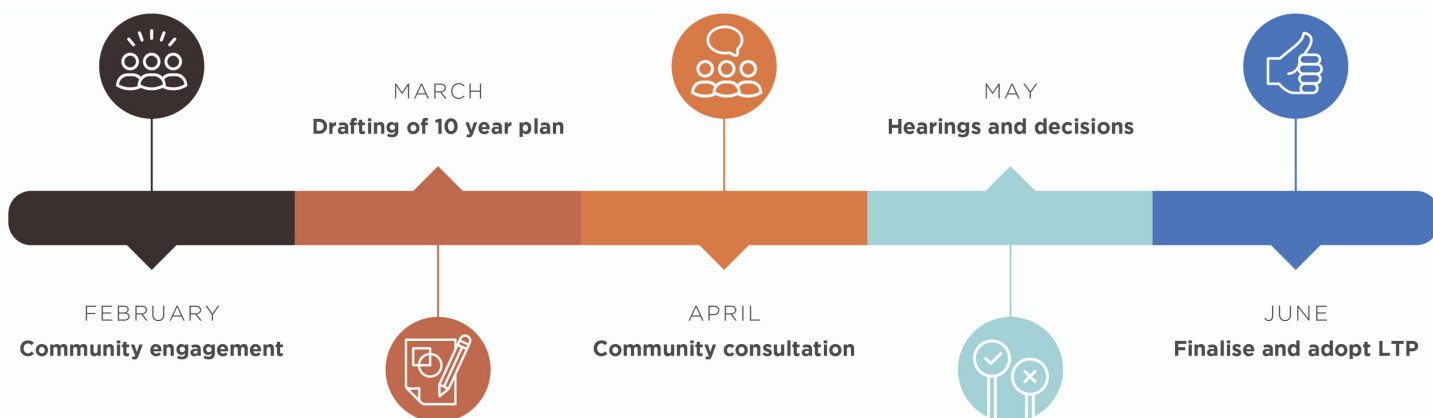 FEBRUARY
Community engagement
MARCH
Drafting of 10 year plan
APRIL
Community consultation
MAY
Hearings and decisions
JUNE
Finalise and adopt LTP